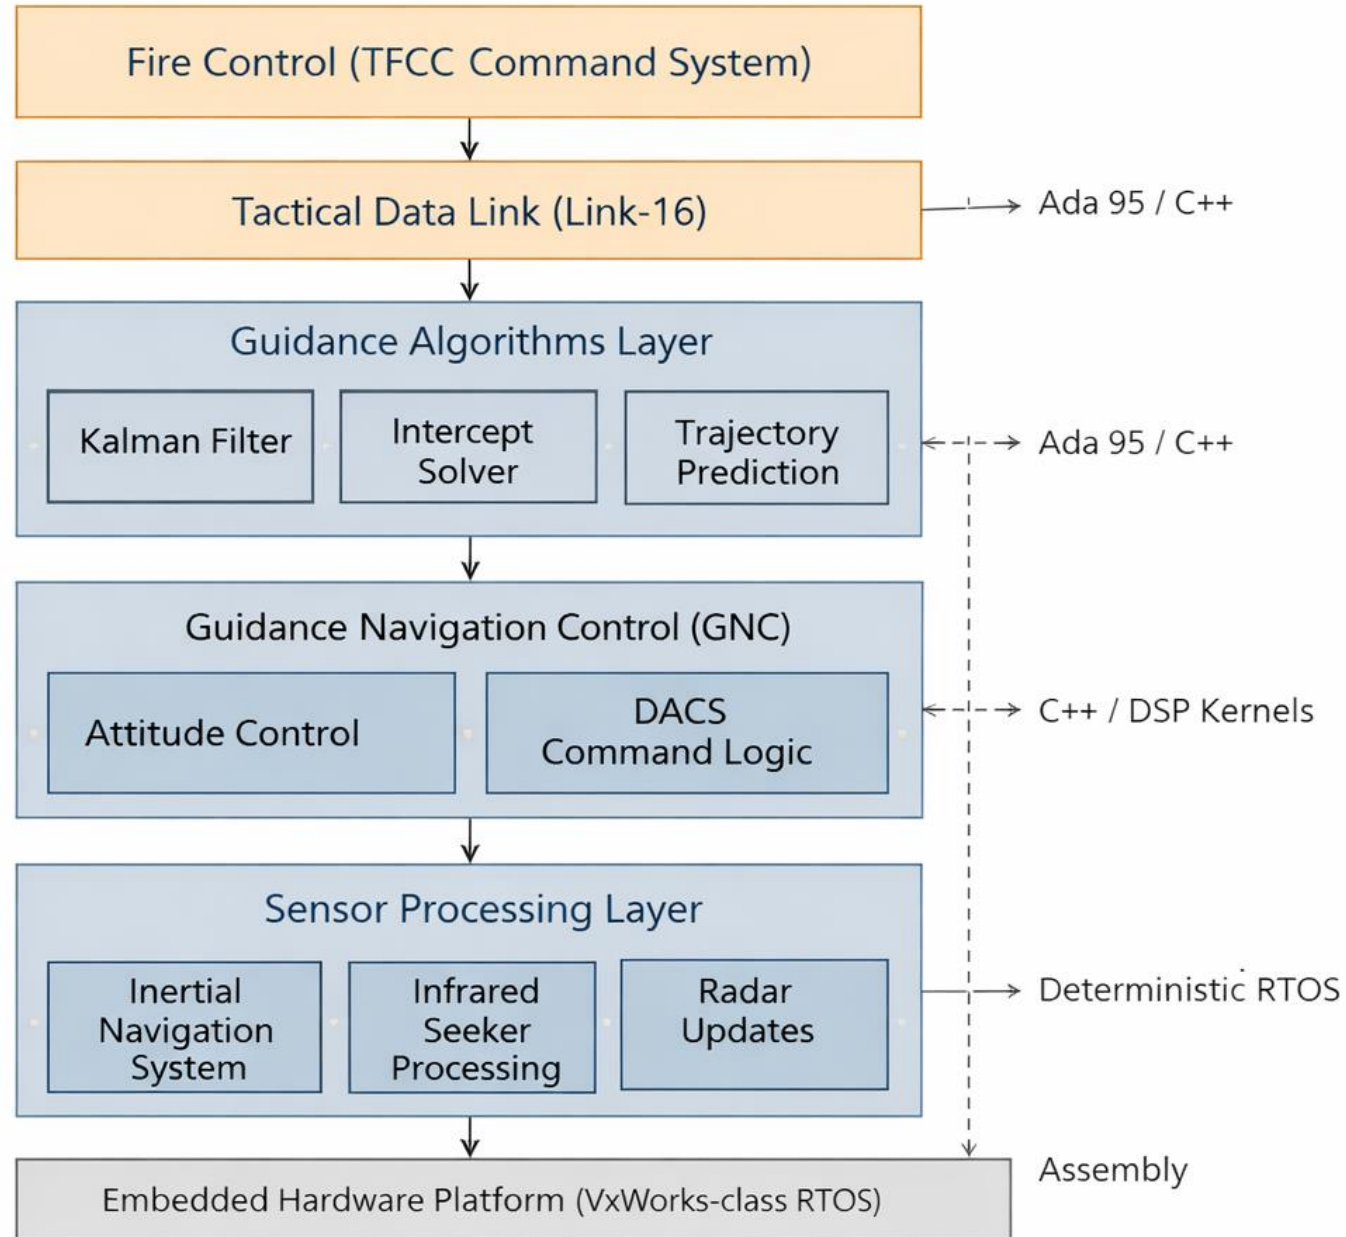 Fire Control (TFCC Command System)
Tactical Data Link (Link-16)
Ada 95 / C++
Guidance Algorithms Layer
Kalman Filter
Intercept
Solver
Trajectory
Prediction
Ada 95 / C++
Guidance Navigation Control (GNC)
Attitude Control
DACS
Command Logic
C++ / DSP Kernels
Sensor Processing Layer
Inertial
Navigation
System
Infrared
Seeker
Processing
Radar
Updates
Deterministic RTOS
Assembly
Embedded Hardware Platform (VxWorks-class RTOS)